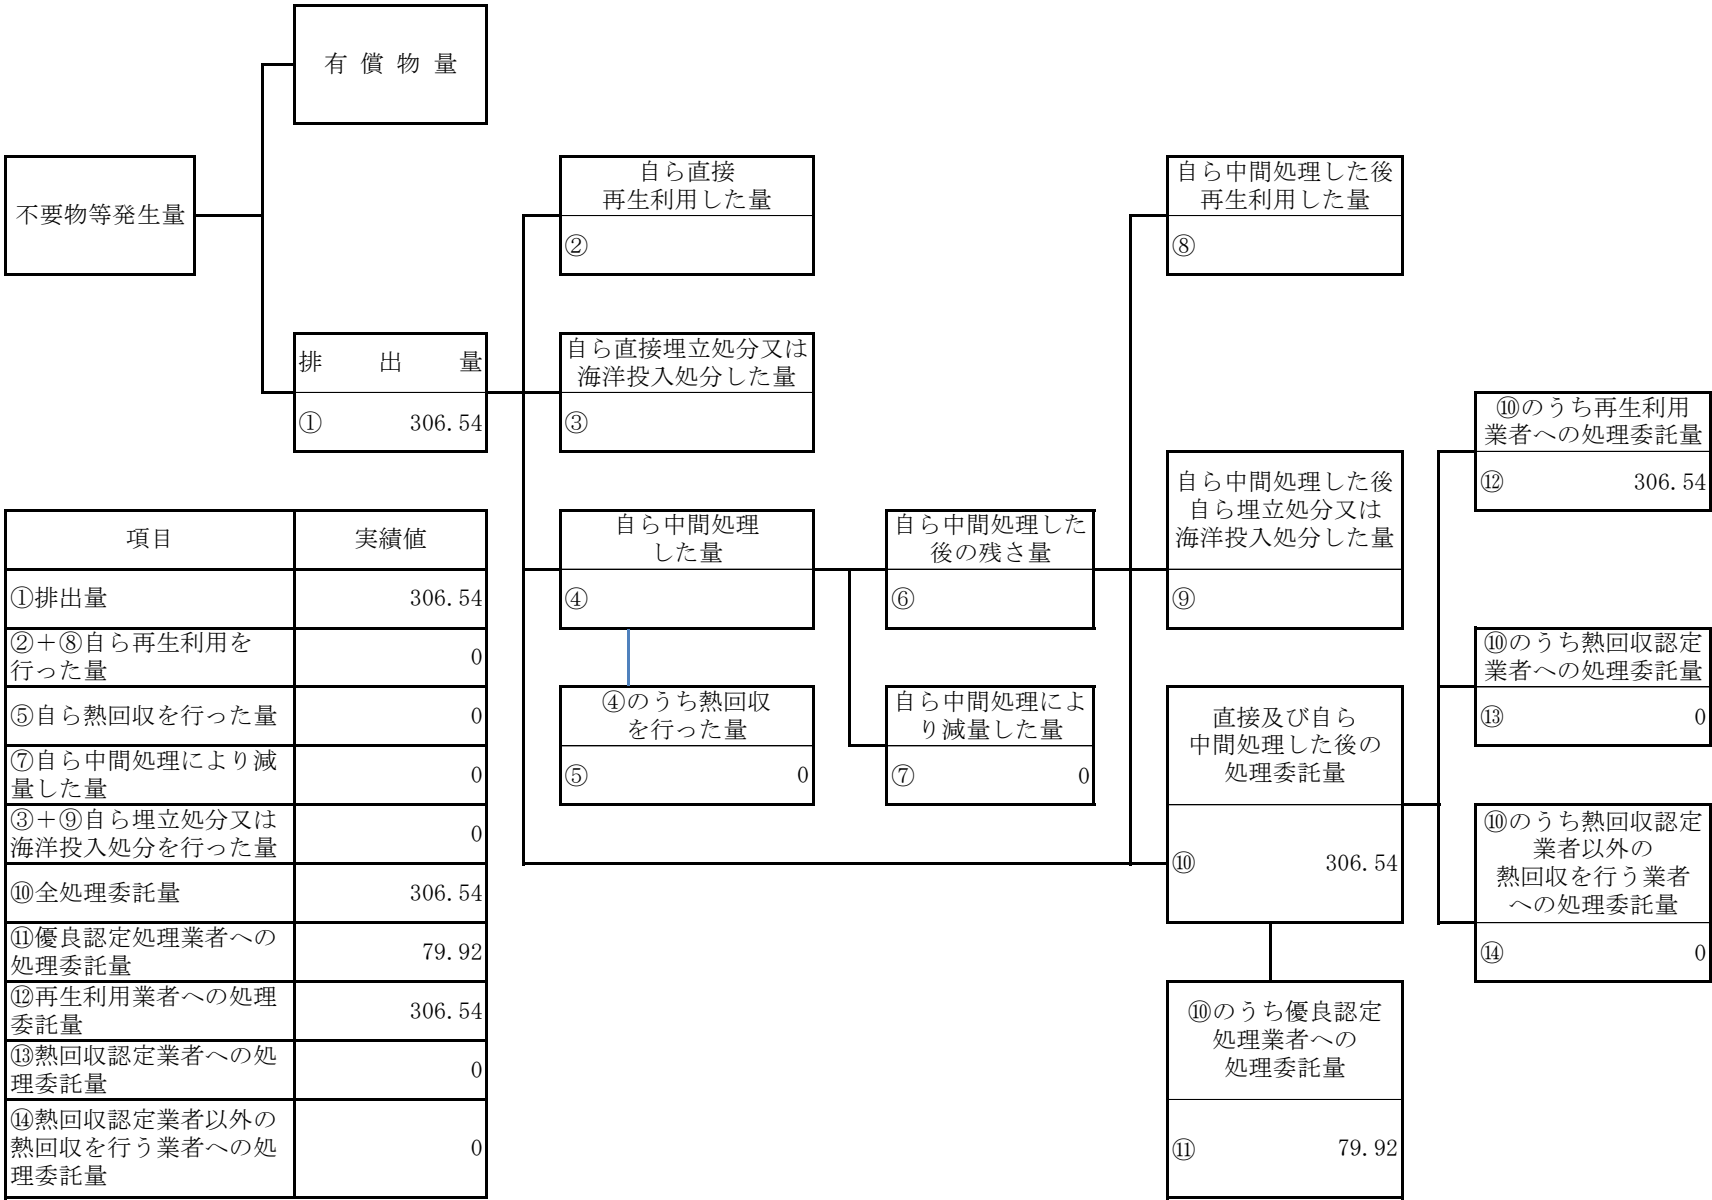 有償物量
不要物等発生量
排出量
① 306.54
自ら直接
再生利用した量
②
自ら直接埋立処分又は
海洋投入処分した量
③
自ら中間処理
した量
④
④のうち熱回収
を行った量
⑤ 0
自ら中間処理した
後の残さ量
⑥
自ら中間処理によ
り減量した量
⑦ 0
自ら中間処理した後
再生利用した量
⑧
自ら中間処理した後
自ら埋立処分又は
海洋投入処分した量
⑨
直接及び自ら
中間処理した後の
処理委託量
⑩ 306.54
⑩のうち優良認定
処理業者への
処理委託量
⑪ 79.92
⑩のうち再生利用
業者への処理委託量
⑫ 306.54
⑩のうち熱回収認定
業者への処理委託量
⑬ 0
⑩のうち熱回収認定
業者以外の
熱回収を行う業者
への処理委託量
⑭ 0
項目 実績値
①排出量 306.54
②＋⑧自ら再生利用を
行った量 0
⑤自ら熱回収を行った量 0
⑦自ら中間処理により減
量した量 0
③＋⑨自ら埋立処分又は
海洋投入処分を行った量 0
⑩全処理委託量 306.54
⑪優良認定処理業者への
処理委託量 79.92
⑫再生利用業者への処理
委託量 306.54
⑬熱回収認定業者への処
理委託量 0
⑭熱回収認定業者以外の
熱回収を行う業者への処
理委託量 0